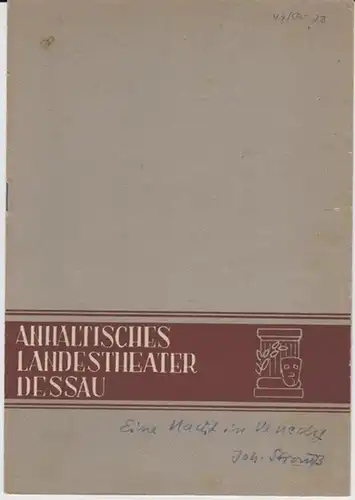 ANHALTISCHES
LANDESTHEATER
DESSAU
Eine Nacht in Venedig
Joh. Strauß